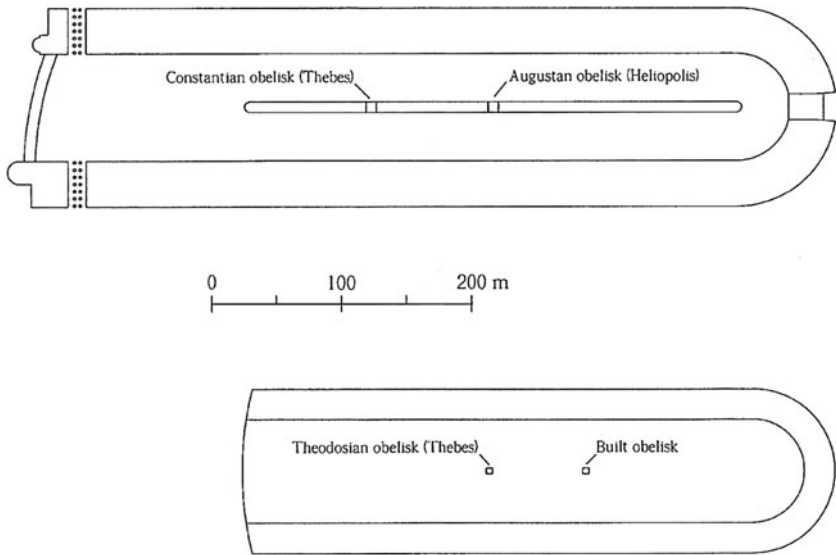 Constantian obelisk (Thebes)
Augustan obelisk (Heliopolis)
0 100 200 m
Theodosian obelisk (Thebes)
Built obelisk